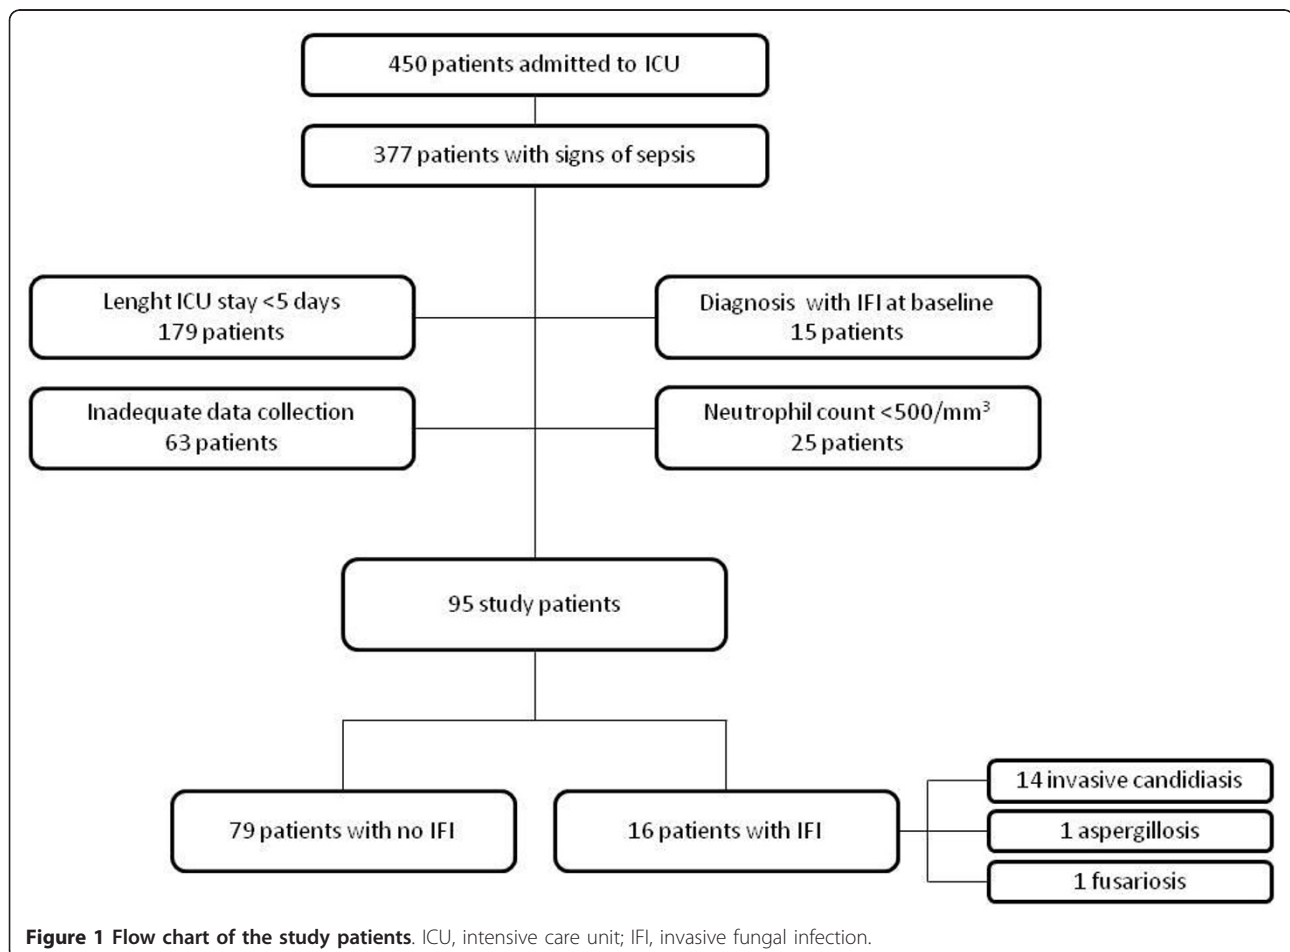 450 patients admitted to ICU
377 patients with signs of sepsis
Lenght ICU stay <5 days
179 patients
Diagnosis with IFI at baseline
15 patients
Inadequate data collection
63 patients
Neutrophil count <500/mm³
25 patients
95 study patients
79 patients with no IFI
16 patients with IFI
14 invasive candidiasis
1 aspergillosis
1 fusariosis
Figure 1 Flow chart of the study patients. ICU, intensive care unit; IFI, invasive fungal infection.